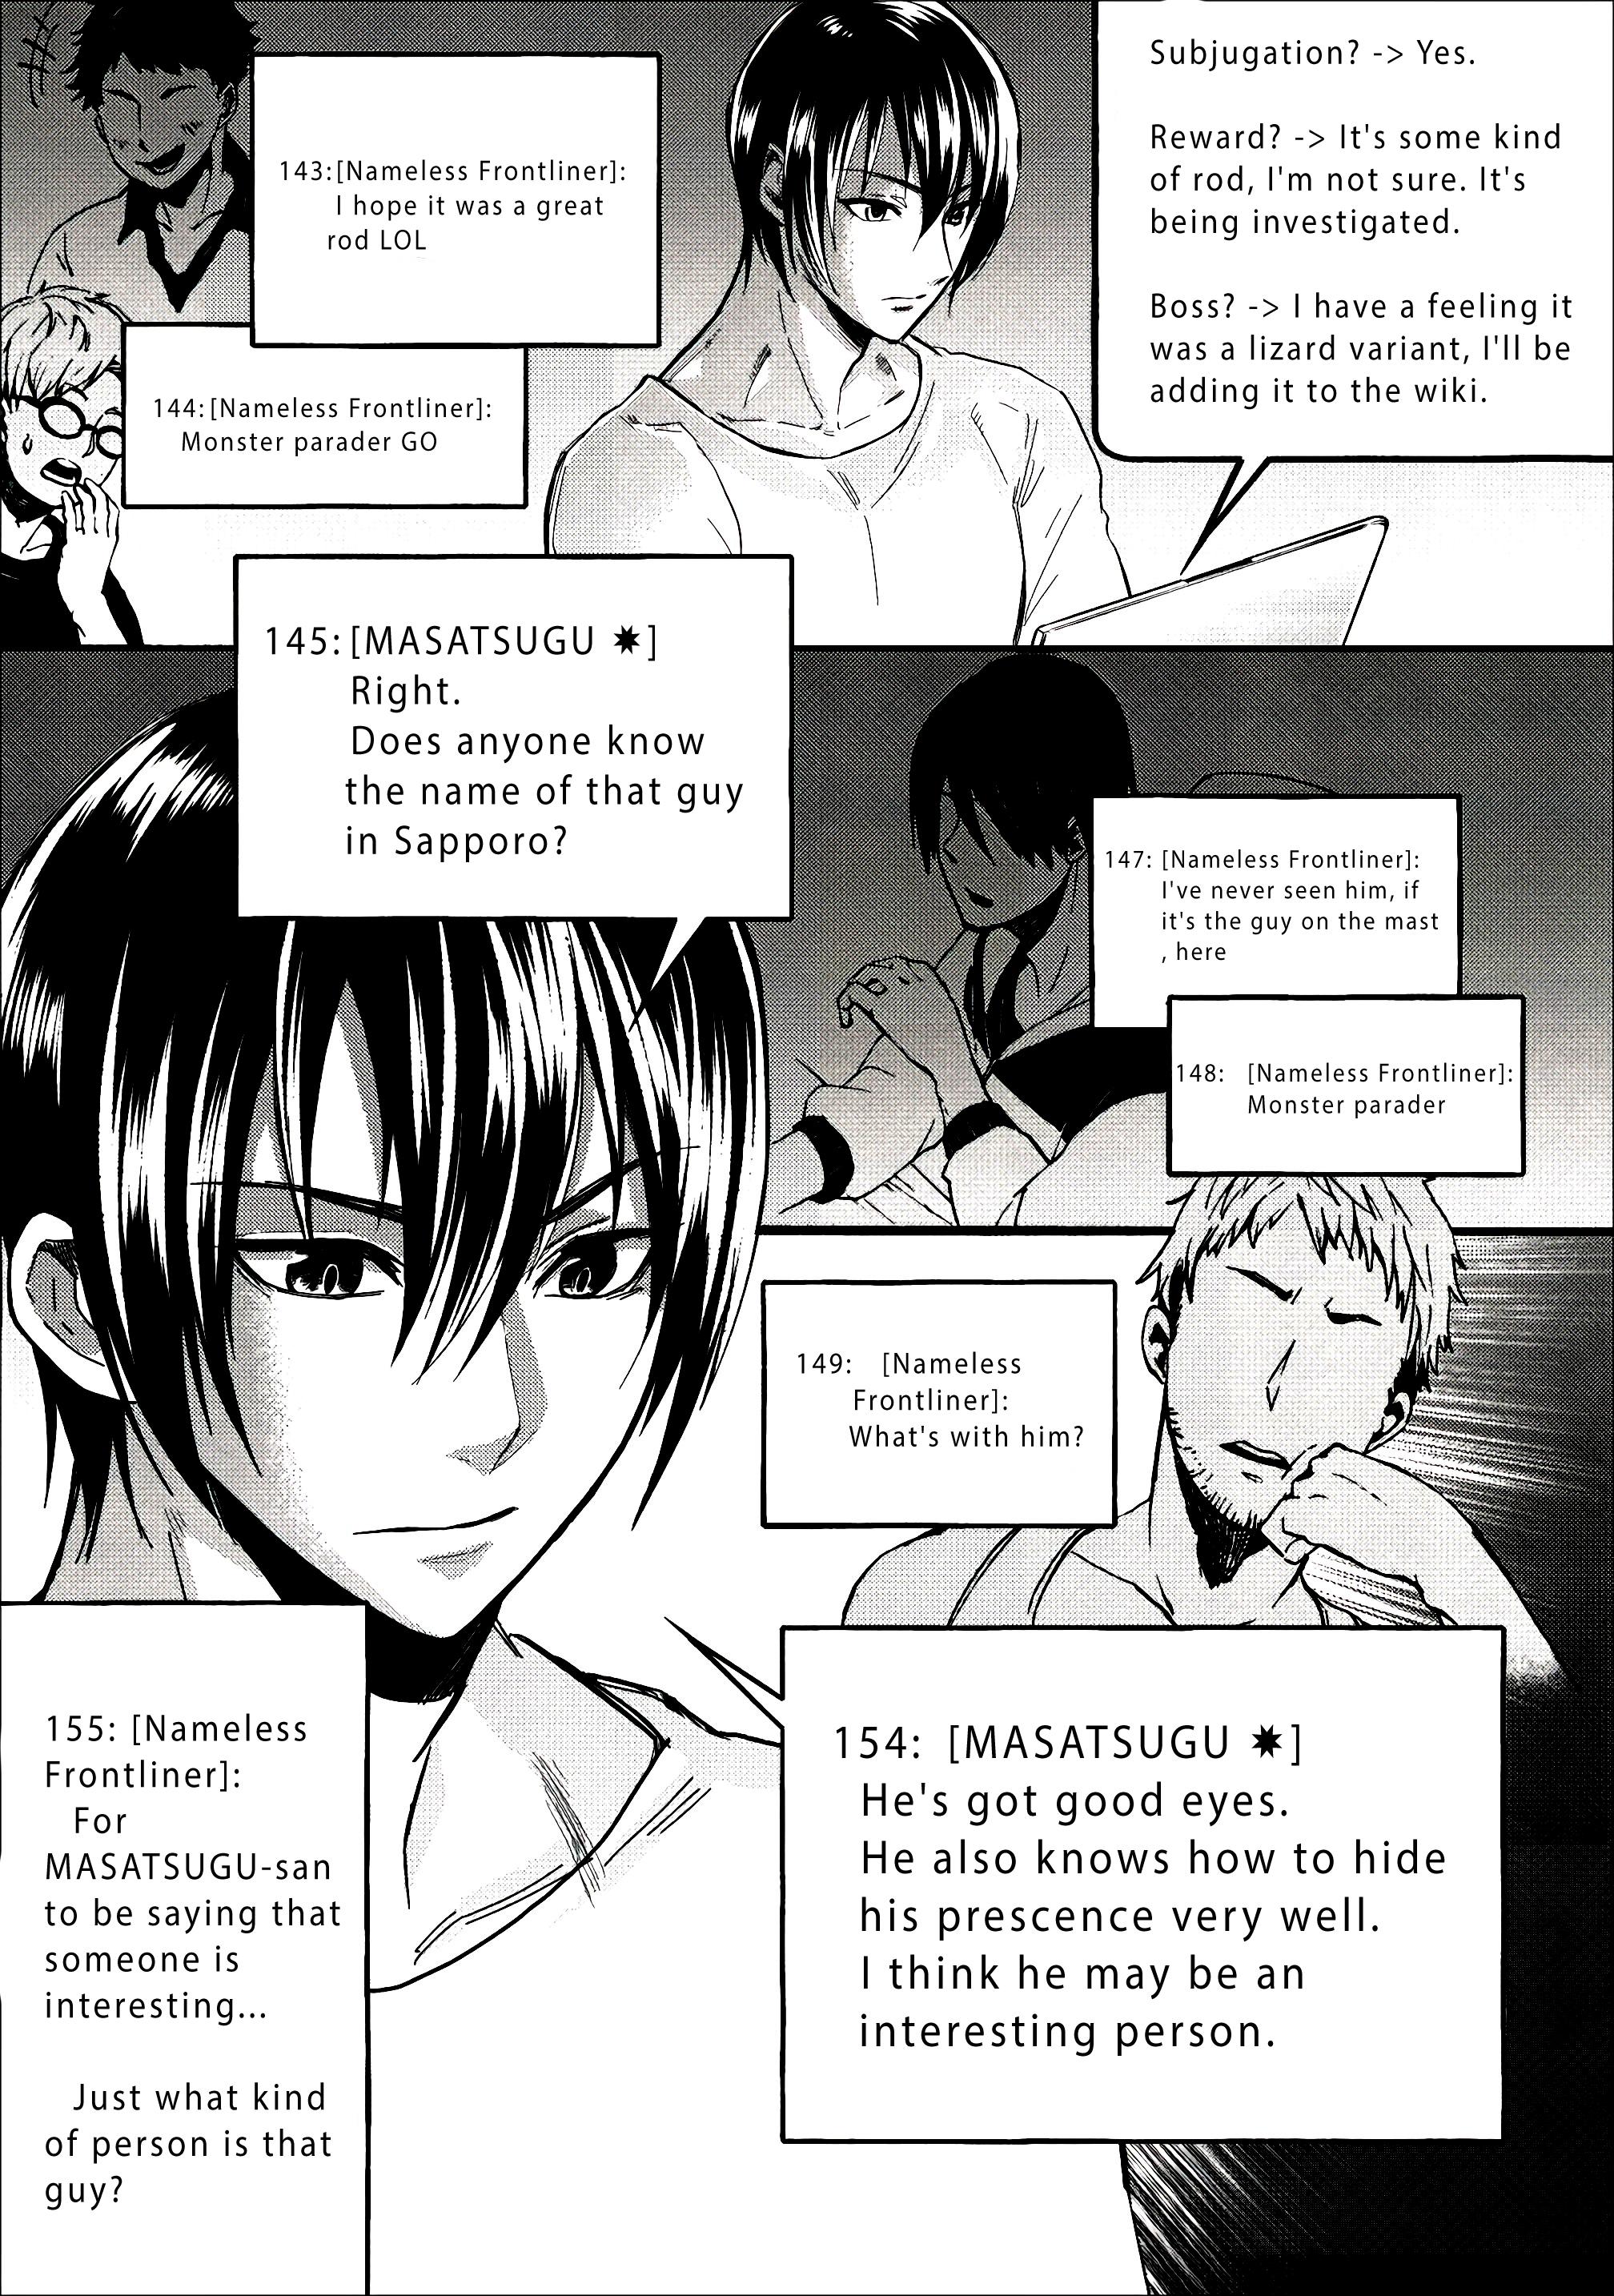 Subjugation? -> Yes.
Reward? -> It's some kind
of rod, I'm not sure. It's
being investigated.
Boss? -> I have a feeling it
was a lizard variant, I'll be
adding it to the wiki.
143:[Nameless Frontliner]:
I hope it was a great
rod LOL
144:[Nameless Frontliner]:
Monster parader GO
145:[MASATSUGU ✷]
Right.
Does anyone know
the name of that guy
in Sapporo?
147: [Nameless Frontliner]:
I've never seen him, if
it's the guy on the mast
, here
148: [Nameless Frontliner]:
Monster parader
149: [Nameless
Frontliner]:
What's with him?
154: [MASATSUGU ✷]
He's got good eyes.
He also knows how to hide
his prescence very well.
I think he may be an
interesting person.
155: [Nameless
Frontliner]:
For
MASATSUGU-san
to be saying that
someone is
interesting...
Just what kind
of person is that
guy?